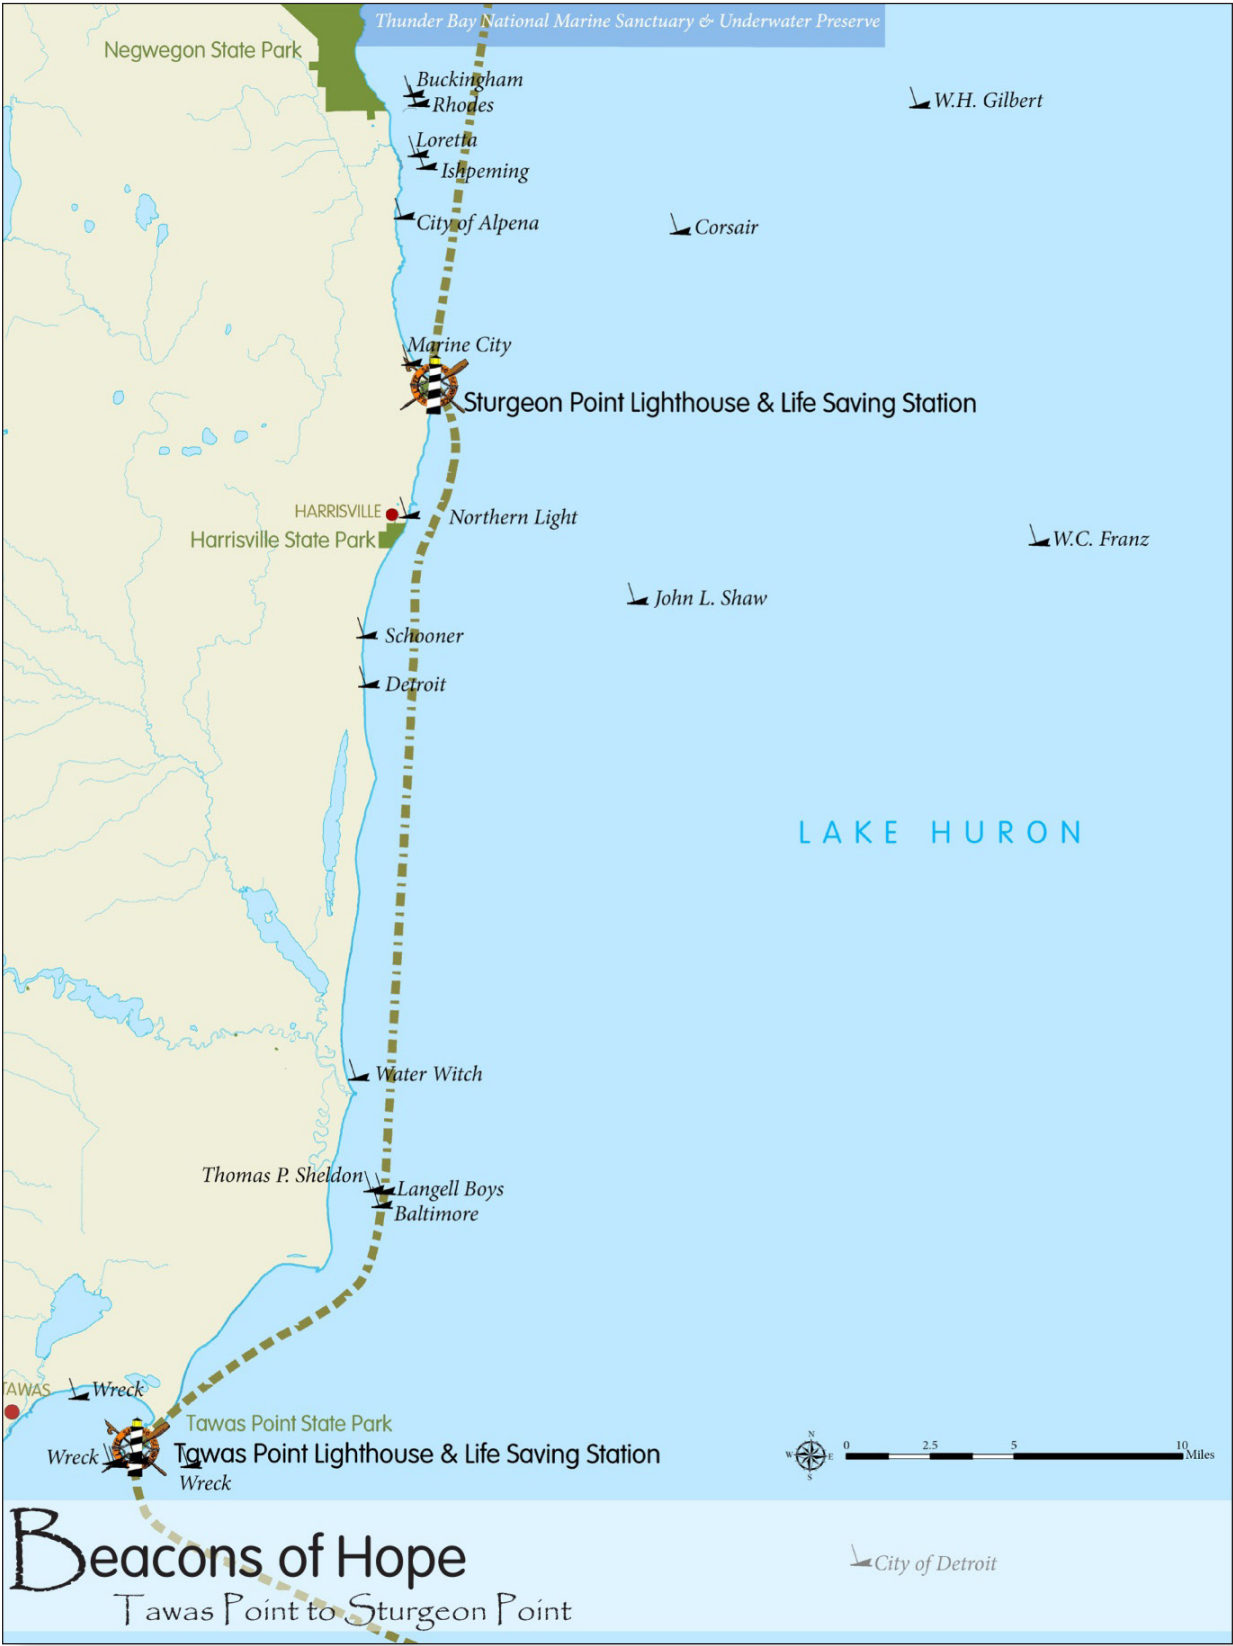 Thunder Bay National Marine Sanctuary & Underwater Preserve
Negwegon State Park
Buckingham
Rhodes
W.H. Gilbert
Loretta
Ishpeming
City of Alpena
Corsair
Marine City
Sturgeon Point Lighthouse & Life Saving Station
HARRISVILLE
Northern Light
Harrisville State Park
W.C. Franz
John L. Shaw
Schooner
Detroit
LAKE HURON
Water Witch
Thomas P. Sheldon
Langell Boys
Baltimore
TAWAS
Wreck
Tawas Point State Park
Wreck
Tawas Point Lighthouse & Life Saving Station
Wreck
N
W
E
S
0 2.5 5 10
Miles
Beacons of Hope
City of Detroit
Tawas Point to Sturgeon Point